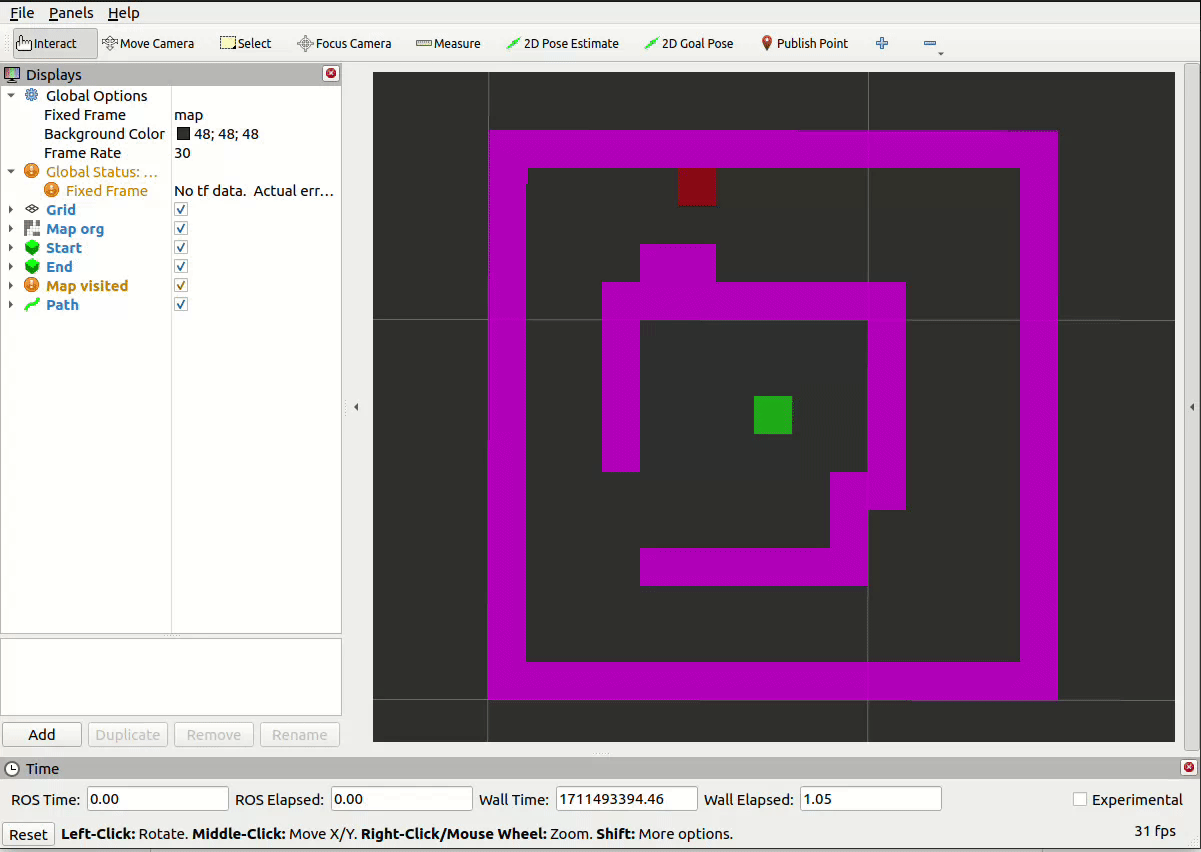 File Panels Help
Interact Move Camera Select Focus Camera Measure 2D Pose Estimate 2D Goal Pose Publish Point
Displays
Global Options
Fixed Frame map
Background Color 48; 48; 48
Frame Rate 30
Global Status: ...
Fixed Frame No tf data. Actual err...
Grid
Map org
Start
End
Map visited
Path
Add Duplicate Remove Rename
Time
ROS Time: 0.00 ROS Elapsed: 0.00 Wall Time: 1711493394.46 Wall Elapsed: 1.05 Experimental
Reset Left-Click: Rotate. Middle-Click: Move X/Y. Right-Click/Mouse Wheel: Zoom. Shift: More options. 31 fps